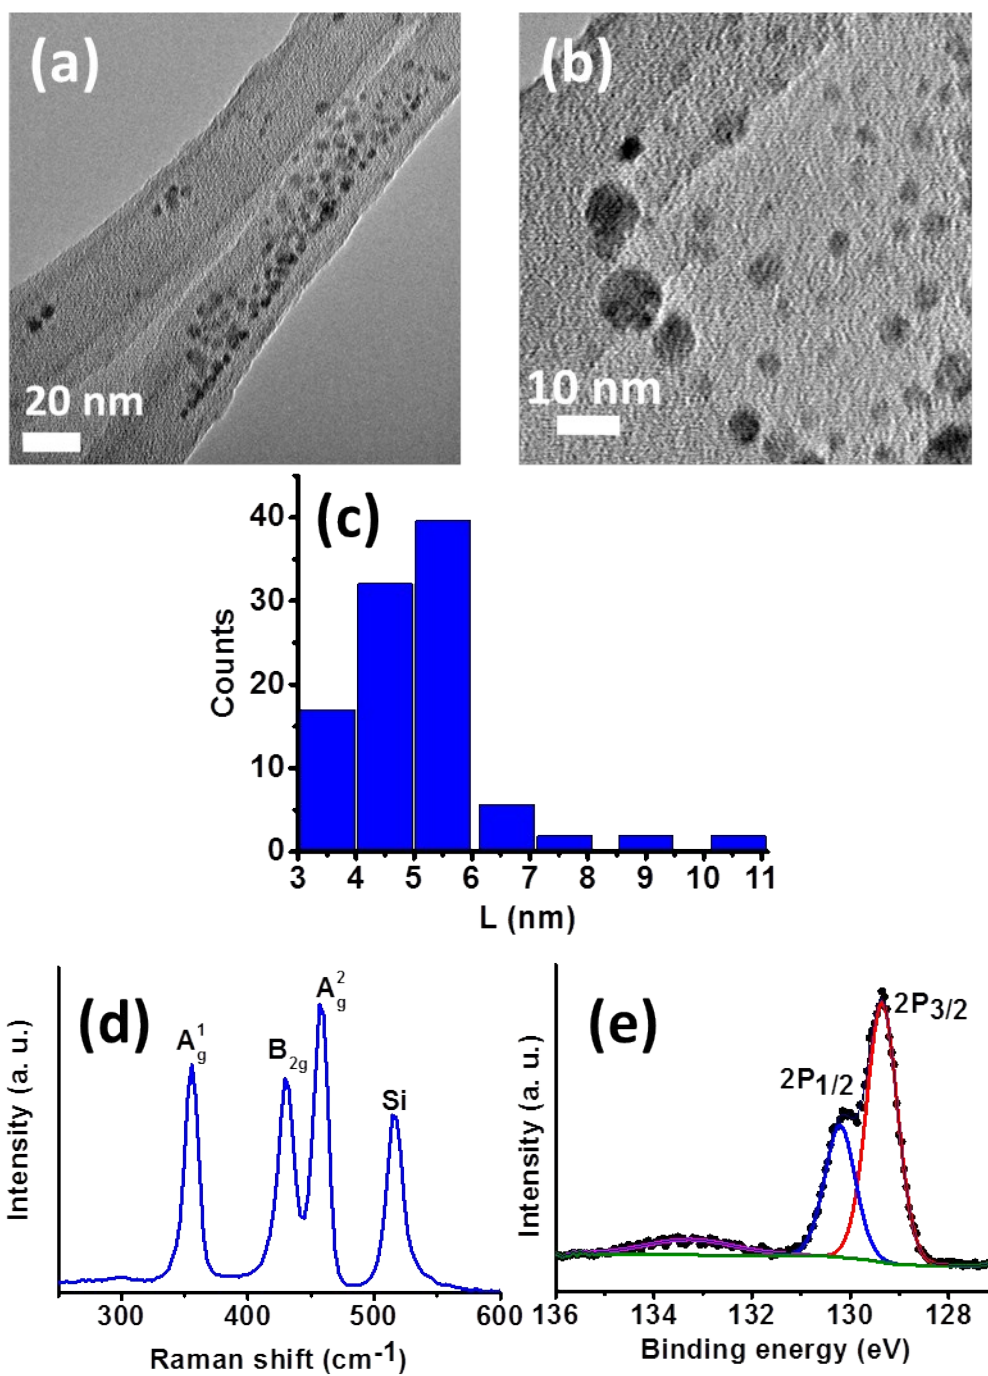 (a)
20 nm
(b)
10 nm
(c)
Counts
40
30
20
10
0
3 4 5 6 7 8 9 10 11
L (nm)
(d)
A¹g
B2g
A²g
Si
Intensity (a. u.)
300 400 500 600
Raman shift (cm-1)
(e)
2P1/2
2P3/2
Intensity (a. u.)
136 134 132 130 128
Binding energy (eV)